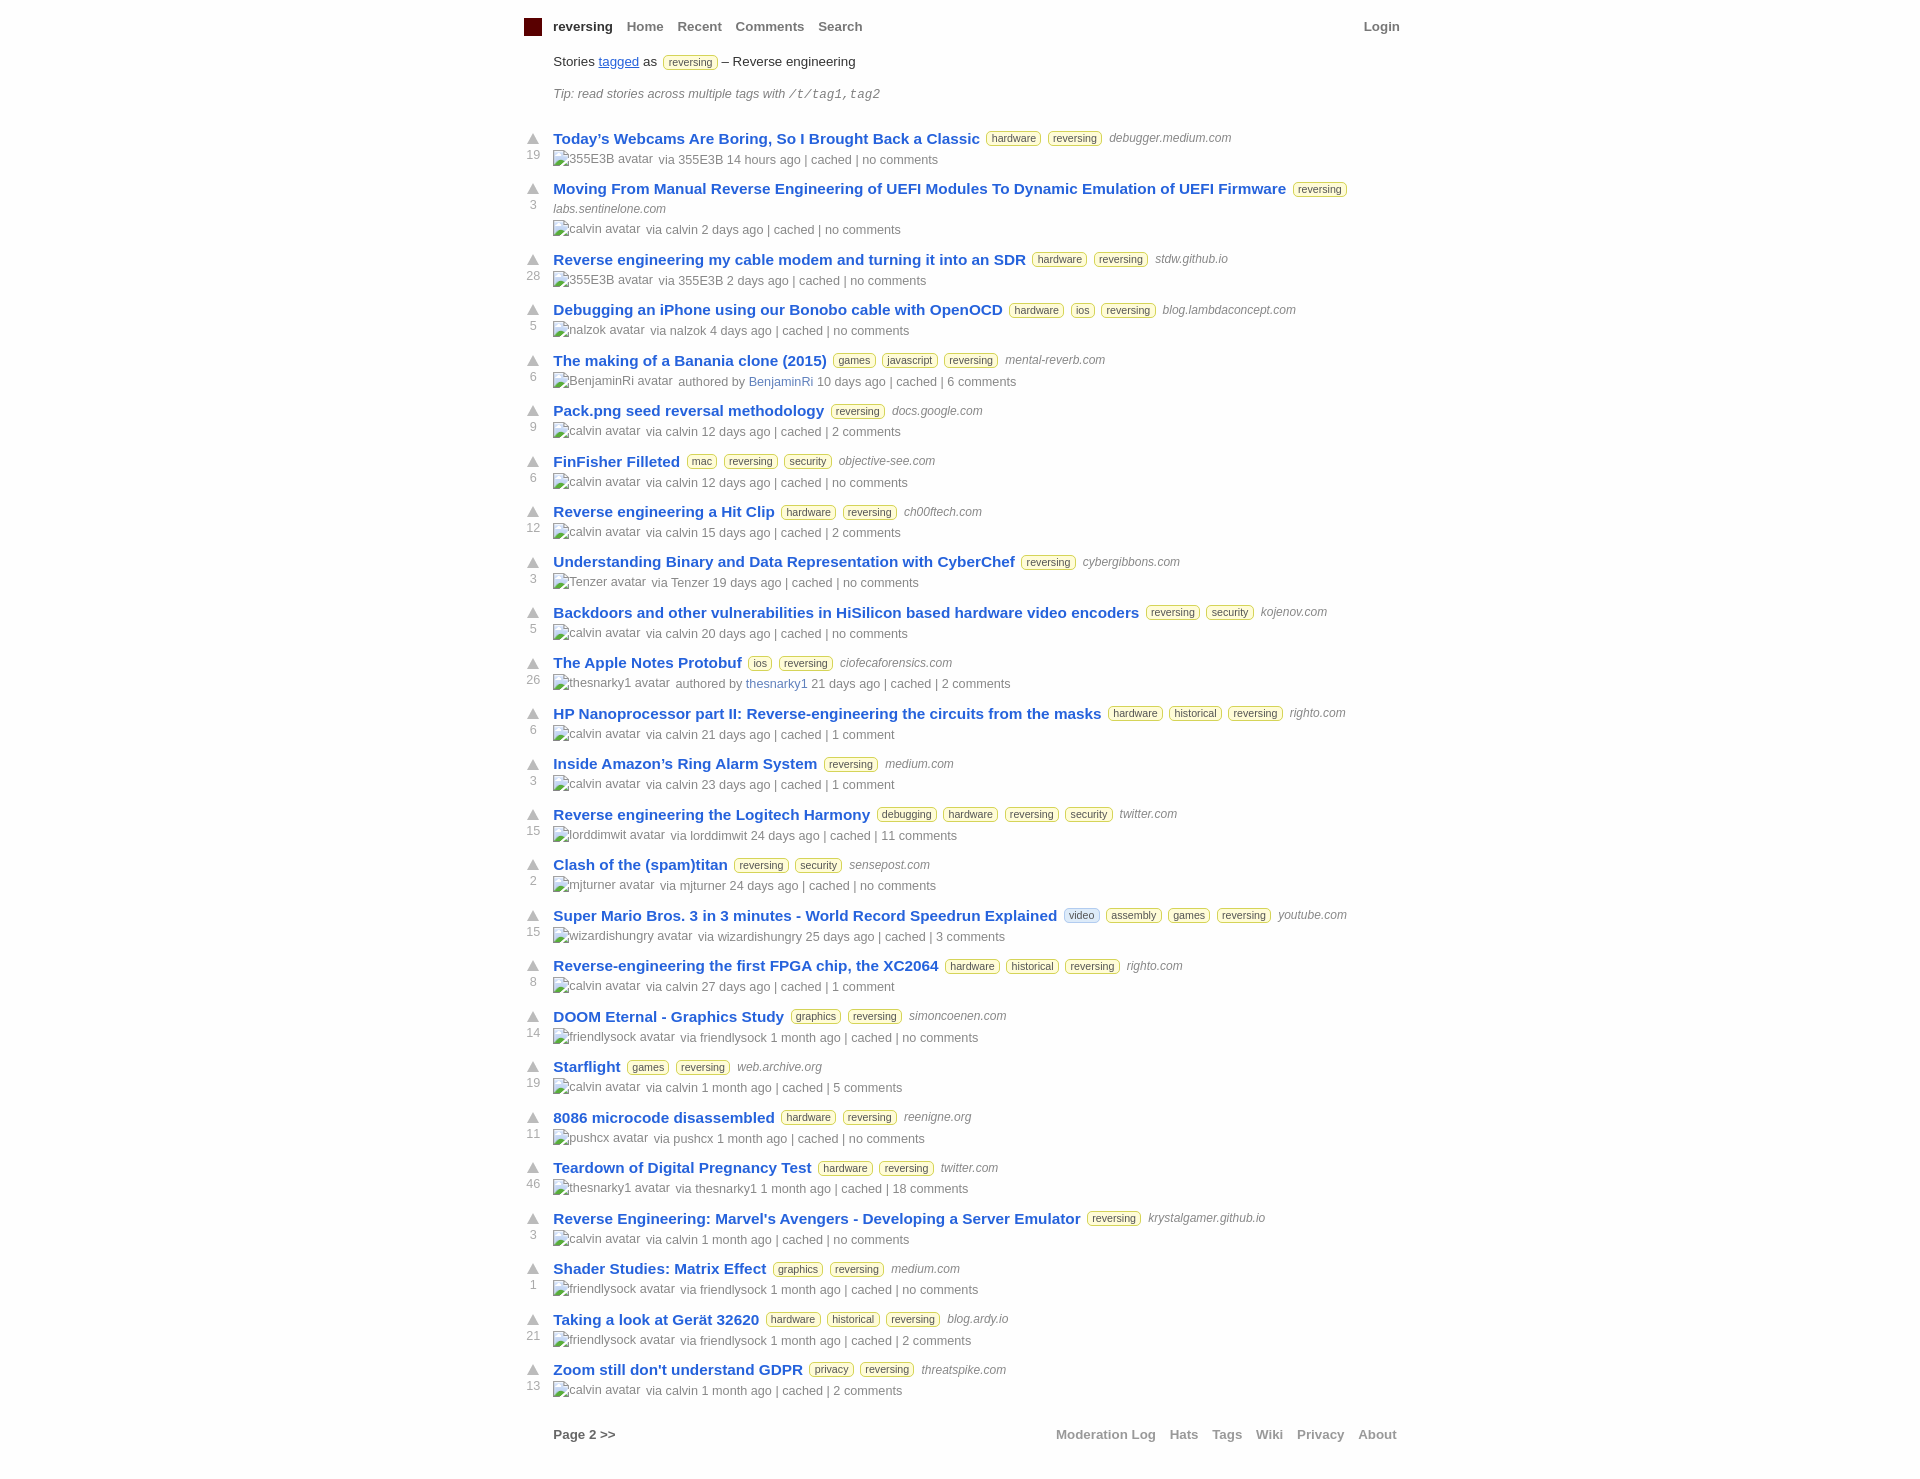 reversing Home Recent Comments Search Login
Stories tagged as reversing – Reverse engineering
Tip: read stories across multiple tags with /t/tag1,tag2
Today’s Webcams Are Boring, So I Brought Back a Classic hardware reversing debugger.medium.com
19
355E3B avatar via 355E3B 14 hours ago | cached | no comments
Moving From Manual Reverse Engineering of UEFI Modules To Dynamic Emulation of UEFI Firmware reversing
3
labs.sentinelone.com
calvin avatar via calvin 2 days ago | cached | no comments
Reverse engineering my cable modem and turning it into an SDR hardware reversing stdw.github.io
28
355E3B avatar via 355E3B 2 days ago | cached | no comments
Debugging an iPhone using our Bonobo cable with OpenOCD hardware ios reversing blog.lambdaconcept.com
5
nalzok avatar via nalzok 4 days ago | cached | no comments
The making of a Banania clone (2015) games javascript reversing mental-reverb.com
6
BenjaminRi avatar authored by BenjaminRi 10 days ago | cached | 6 comments
Pack.png seed reversal methodology reversing docs.google.com
9
calvin avatar via calvin 12 days ago | cached | 2 comments
FinFisher Filleted mac reversing security objective-see.com
6
calvin avatar via calvin 12 days ago | cached | no comments
Reverse engineering a Hit Clip hardware reversing ch00ftech.com
12
calvin avatar via calvin 15 days ago | cached | 2 comments
Understanding Binary and Data Representation with CyberChef reversing cybergibbons.com
3
Tenzer avatar via Tenzer 19 days ago | cached | no comments
Backdoors and other vulnerabilities in HiSilicon based hardware video encoders reversing security kojenov.com
5
calvin avatar via calvin 20 days ago | cached | no comments
The Apple Notes Protobuf ios reversing ciofecaforensics.com
26
thesnarky1 avatar authored by thesnarky1 21 days ago | cached | 2 comments
HP Nanoprocessor part II: Reverse-engineering the circuits from the masks hardware historical reversing righto.com
6
calvin avatar via calvin 21 days ago | cached | 1 comment
Inside Amazon’s Ring Alarm System reversing medium.com
3
calvin avatar via calvin 23 days ago | cached | 1 comment
Reverse engineering the Logitech Harmony debugging hardware reversing security twitter.com
15
lorddimwit avatar via lorddimwit 24 days ago | cached | 11 comments
Clash of the (spam)titan reversing security sensepost.com
2
mjturner avatar via mjturner 24 days ago | cached | no comments
Super Mario Bros. 3 in 3 minutes - World Record Speedrun Explained video assembly games reversing youtube.com
15
wizardishungry avatar via wizardishungry 25 days ago | cached | 3 comments
Reverse-engineering the first FPGA chip, the XC2064 hardware historical reversing righto.com
8
calvin avatar via calvin 27 days ago | cached | 1 comment
DOOM Eternal - Graphics Study graphics reversing simoncoenen.com
14
friendlysock avatar via friendlysock 1 month ago | cached | no comments
Starflight games reversing web.archive.org
19
calvin avatar via calvin 1 month ago | cached | 5 comments
8086 microcode disassembled hardware reversing reenigne.org
11
pushcx avatar via pushcx 1 month ago | cached | no comments
Teardown of Digital Pregnancy Test hardware reversing twitter.com
46
thesnarky1 avatar via thesnarky1 1 month ago | cached | 18 comments
Reverse Engineering: Marvel's Avengers - Developing a Server Emulator reversing krystalgamer.github.io
3
calvin avatar via calvin 1 month ago | cached | no comments
Shader Studies: Matrix Effect graphics reversing medium.com
1
friendlysock avatar via friendlysock 1 month ago | cached | no comments
Taking a look at Gerät 32620 hardware historical reversing blog.ardy.io
21
friendlysock avatar via friendlysock 1 month ago | cached | 2 comments
Zoom still don't understand GDPR privacy reversing threatspike.com
13
calvin avatar via calvin 1 month ago | cached | 2 comments
Page 2 >> Moderation Log Hats Tags Wiki Privacy About